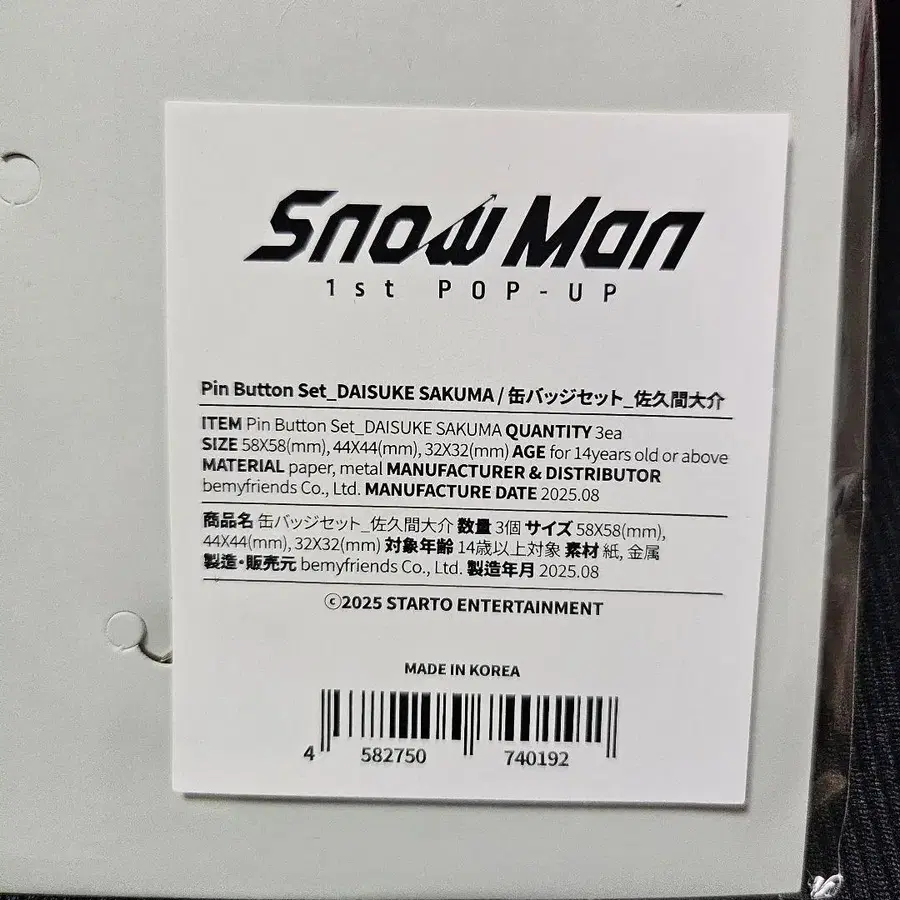 Snow Man
1st POP-UP
Pin Button Set_DAISUKE SAKUMA / 缶バッジセット_佐久間大介
ITEM Pin Button Set_DAISUKE SAKUMA QUANTITY 3ea
SIZE 58X58(mm), 44X44(mm), 32X32(mm) AGE for 14years old or above
MATERIAL paper, metal MANUFACTURER & DISTRIBUTOR
bemyfriends Co., Ltd. MANUFACTURE DATE 2025.08
商品名 缶バッジセット_佐久間大介 数量 3個 サイズ 58X58(mm),
44X44(mm), 32X32(mm) 対象年齢 14歳以上対象 素材 紙, 金属
製造・販売元 bemyfriends Co., Ltd. 製造年月 2025.08
ⓒ2025 STARTO ENTERTAINMENT
MADE IN KOREA
4 582750 740192